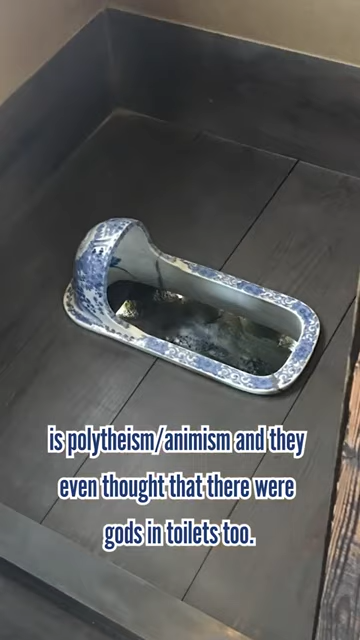 is polytheism/animism and they
even thought that there were
gods in toilets too.